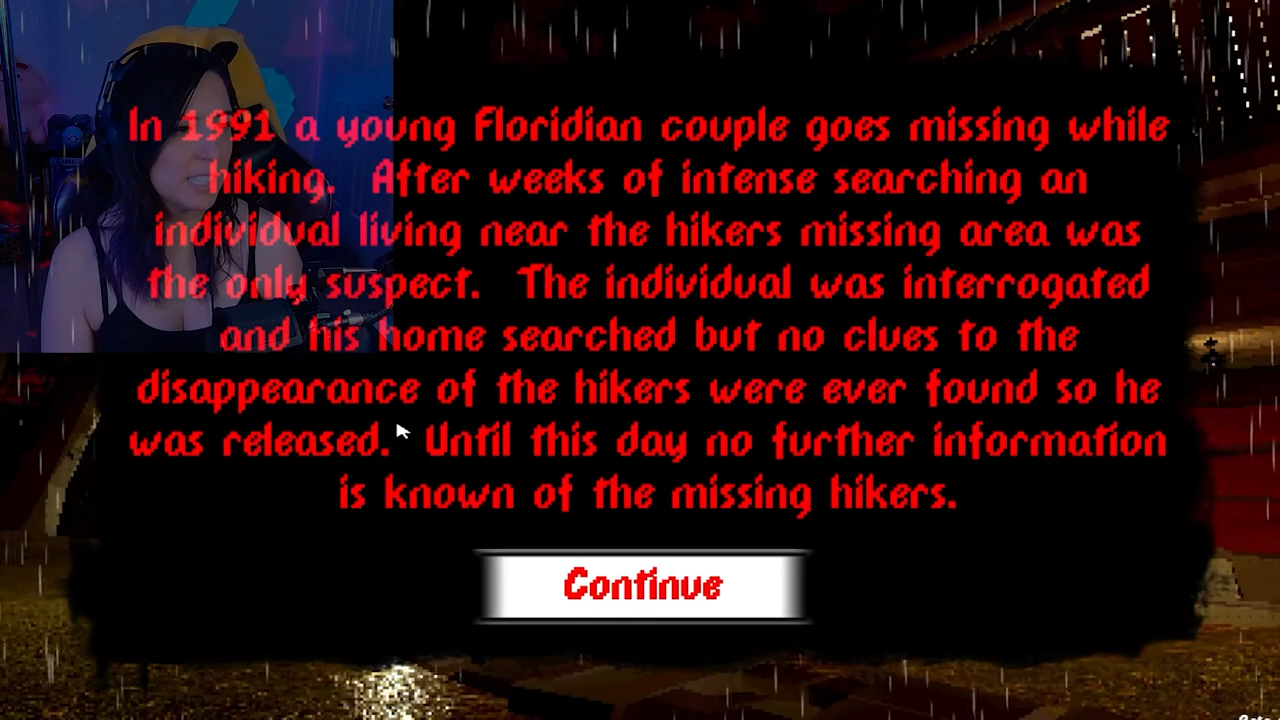 In 1991 a young Floridian couple goes missing while
hiking. After weeks of intense searching an
individual living near the hikers missing area was
the only suspect. The individual was interrogated
and his home searched but no clues to the
disappearance of the hikers were ever found so he
was released. Until this day no further information
is known of the missing hikers.
Continue